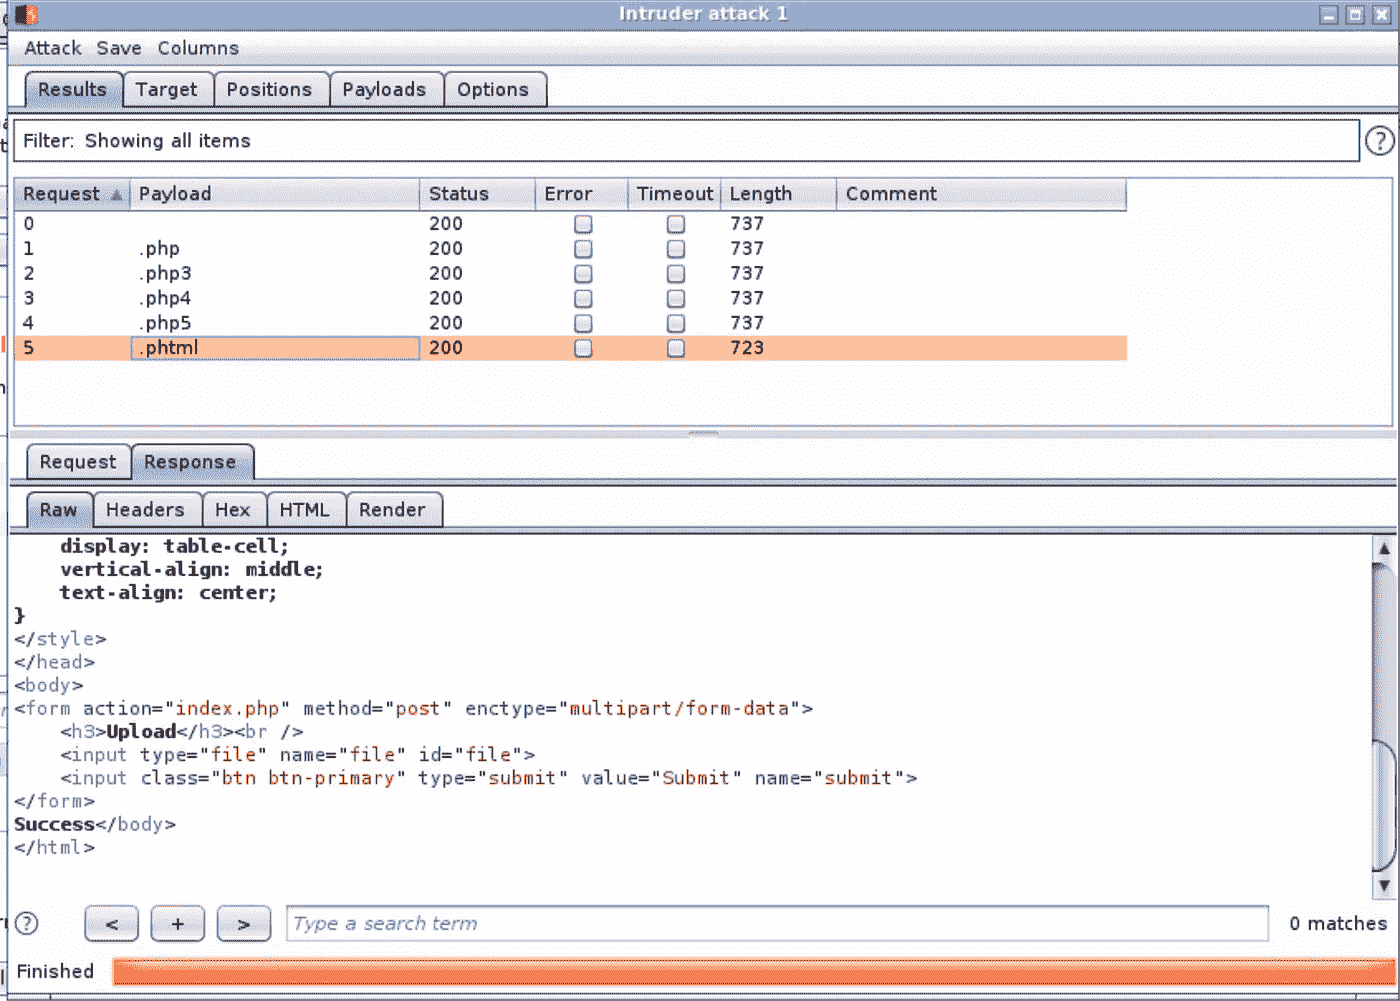 Intruder attack 1
Attack Save Columns
Results Target Positions Payloads Options
Filter: Showing all items ?
Request Payload Status Error Timeout Length Comment
0 200 737
1 .php 200 737
2 .php3 200 737
3 .php4 200 737
4 .php5 200 737
5 .phtml 200 723
Request Response
Raw Headers Hex HTML Render
display: table-cell;
vertical-align: middle;
text-align: center;
}
</style>
</head>
<body>
<form action="index.php" method="post" enctype="multipart/form-data">
<h3>Upload</h3><br />
<input type="file" name="file" id="file">
<input class="btn btn-primary" type="submit" value="Submit" name="submit">
</form>
Success</body>
</html>
? < + > Type a search term 0 matches
Finished